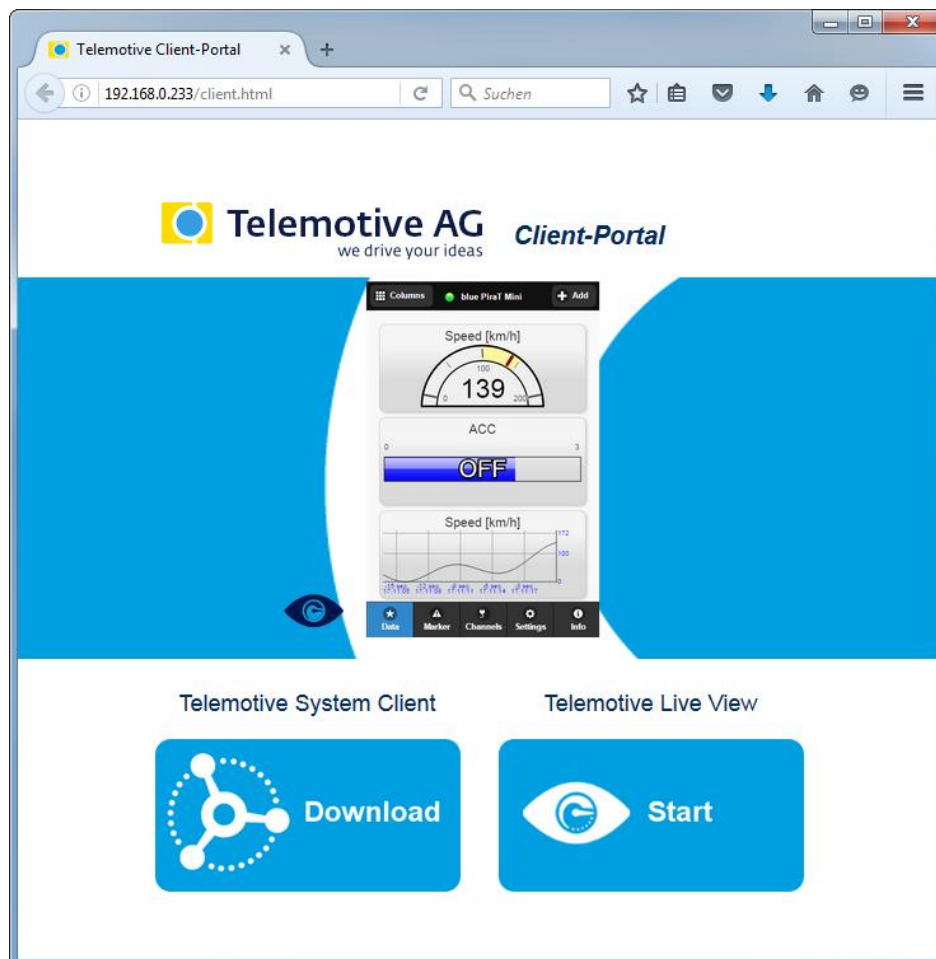 Telemotive Client-Portal
192.168.0.233/client.html
Suchen
Telemotive AG
we drive your ideas
Client-Portal
Columns
blue PiraT Mini
Add
Speed [km/h]
100
139
0
200
ACC
0
3
OFF
Speed [km/h]
172
100
0
Data
Marker
Channels
Settings
Info
Telemotive System Client
Telemotive Live View
Download
Start